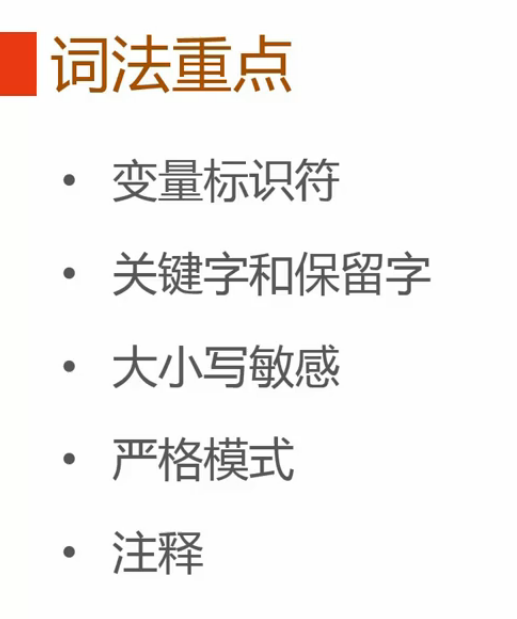 词法重点
• 变量标识符
• 关键字和保留字
• 大小写敏感
• 严格模式
• 注释